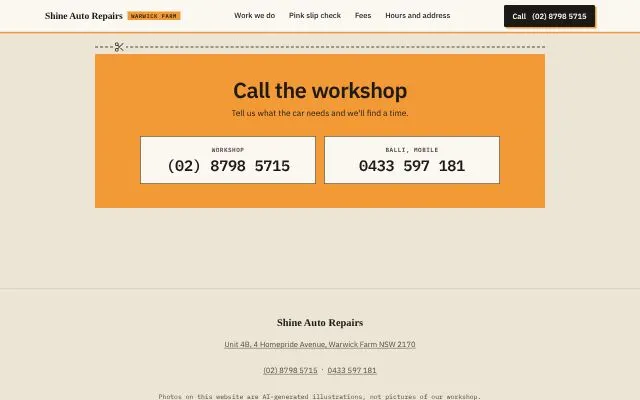 Shine Auto Repairs WARWICK FARM Work we do Pink slip check Fees Hours and address Call (02) 8798 5715
Call the workshop
Tell us what the car needs and we'll find a time.
WORKSHOP
(02) 8798 5715
BALLI, MOBILE
0433 597 181
Shine Auto Repairs
Unit 4B, 4 Homepride Avenue, Warwick Farm NSW 2170
(02) 8798 5715 · 0433 597 181
Photos on this website are AI-generated illustrations, not pictures of our workshop.